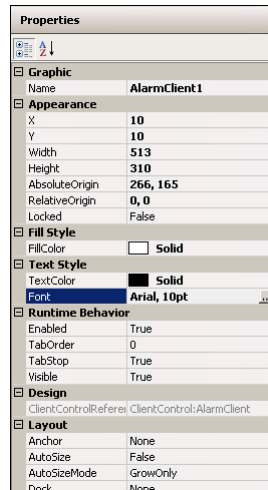 Properties
Graphic
Name AlarmClient1
Appearance
X 10
Y 10
Width 513
Height 310
AbsoluteOrigin 266, 165
RelativeOrigin 0, 0
Locked False
Fill Style
FillColor Solid
Text Style
TextColor Solid
Font Arial, 10pt ...
Runtime Behavior
Enabled True
TabOrder 0
TabStop True
Visible True
Design
ClientControlReferei ClientControl:AlarmClient
Layout
Anchor None
AutoSize False
AutoSizeMode GrowOnly
Dock None